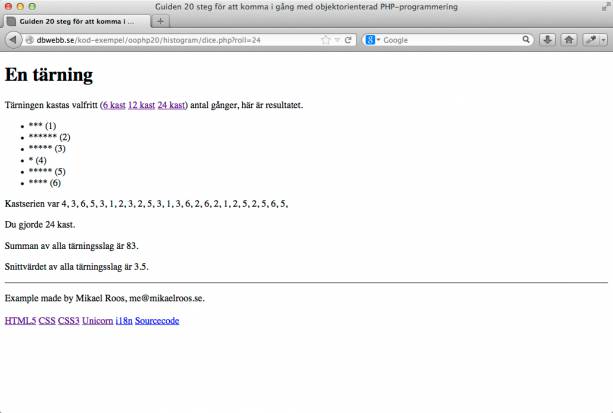 Guiden 20 steg för att komma i gång med objektorienterad PHP-programmering
Guiden 20 steg för att komma i ...
dbwebb.se/kod-exempel/oophp20/histogram/dice.php?roll=24
Google
En tärning
Tärningen kastas valfritt (6 kast 12 kast 24 kast) antal gånger, här är resultatet.
• *** (1)
• ****** (2)
• ***** (3)
• * (4)
• ***** (5)
• **** (6)
Kastserien var 4, 3, 6, 5, 3, 1, 2, 3, 2, 5, 3, 1, 3, 6, 2, 6, 2, 1, 2, 5, 2, 5, 6, 5,
Du gjorde 24 kast.
Summan av alla tärningsslag är 83.
Snittvärdet av alla tärningsslag är 3.5.
Example made by Mikael Roos, me@mikaelroos.se.
HTML5 CSS CSS3 Unicorn i18n Sourcecode